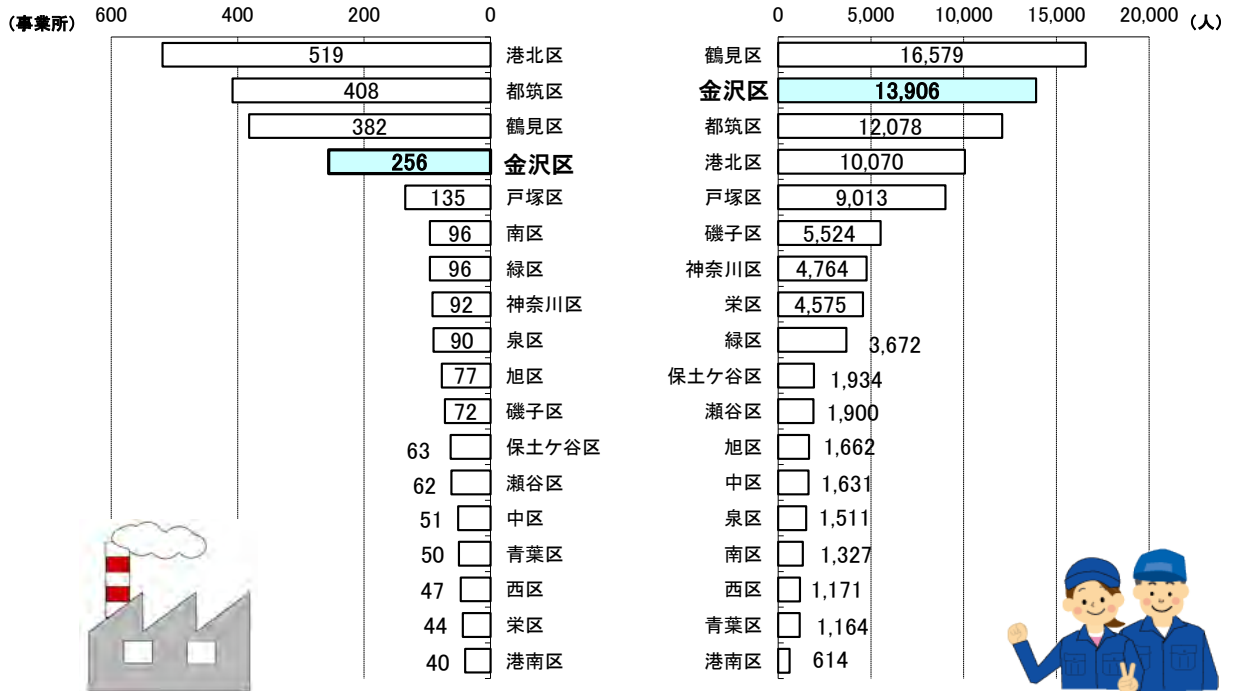 (事業所) 600 400 200 0
519 港北区
408 都筑区
382 鶴見区
256 金沢区
135 戸塚区
96 南区
96 緑区
92 神奈川区
90 泉区
77 旭区
72 磯子区
63 保土ケ谷区
62 瀬谷区
51 中区
50 青葉区
47 西区
44 栄区
40 港南区
0 5,000 10,000 15,000 20,000 (人)
鶴見区 16,579
金沢区 13,906
都筑区 12,078
港北区 10,070
戸塚区 9,013
磯子区 5,524
神奈川区 4,764
栄区 4,575
緑区 3,672
保土ケ谷区 1,934
瀬谷区 1,900
旭区 1,662
中区 1,631
泉区 1,511
南区 1,327
西区 1,171
青葉区 1,164
港南区 614